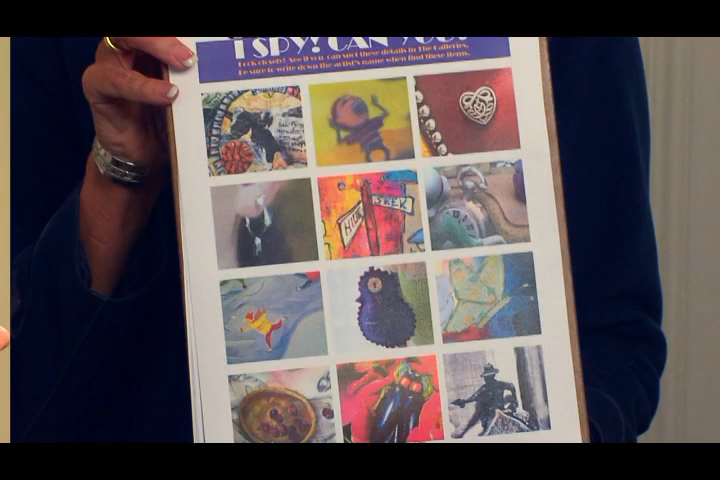 I SPY! CAN YOU?
Look closely! See if you can spot these details in The Galleries,
be sure to write down the artist's name when find these items.
HIDE
SEEK